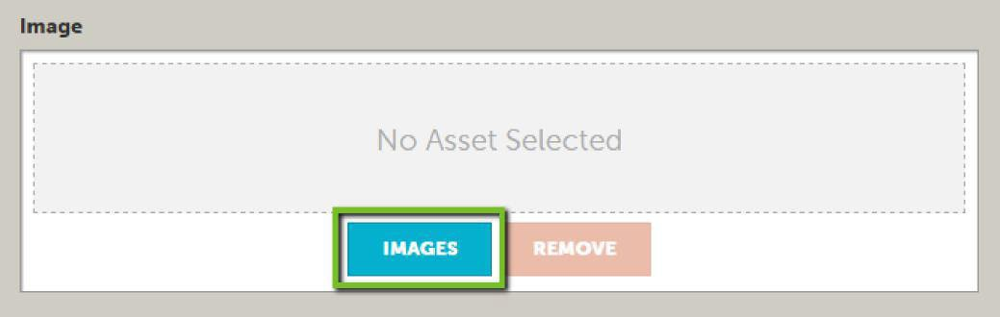 Image
No Asset Selected
IMAGES
REMOVE